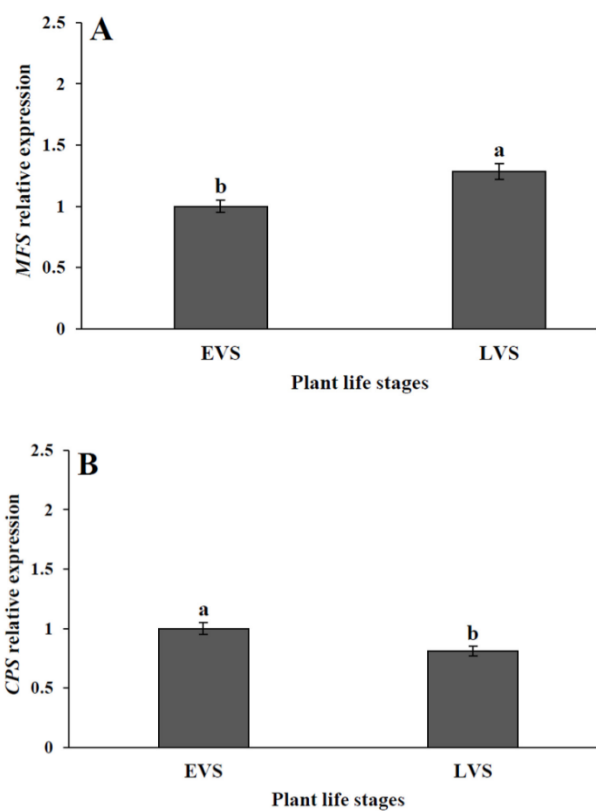 A
2.5
2
1.5
1
0.5
0
MFS relative expression
b
a
EVS LVS
Plant life stages
B
2.5
2
1.5
1
0.5
0
CPS relative expression
a
b
EVS LVS
Plant life stages